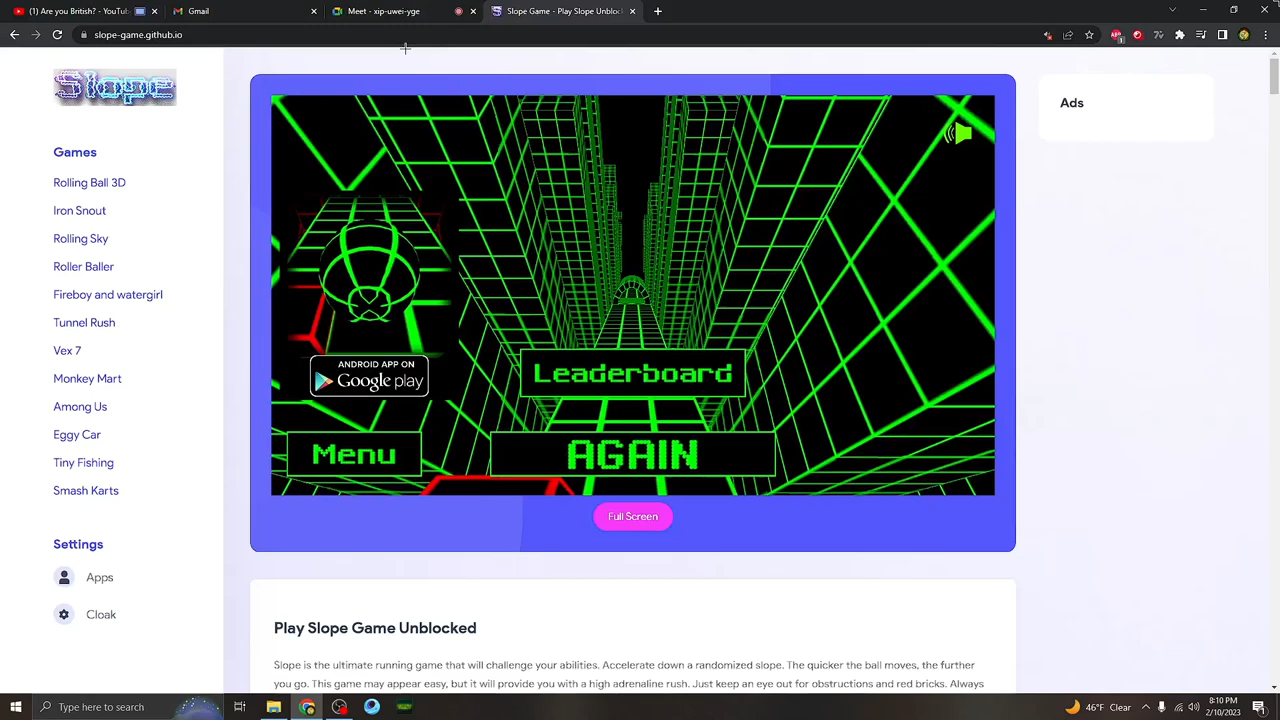 (1) Are you British? - YouTub
Gmail
Meet - xip-ierj-yge
Slope Game - Play Slope Unblock
slope-game.github.io
Slope
Games
Rolling Ball 3D
Iron Snout
Rolling Sky
Roller Baller
Fireboy and watergirl
Tunnel Rush
Vex 7
Monkey Mart
Among Us
Eggy Car
Tiny Fishing
Smash Karts
Settings
Apps
Cloak
ANDROID APP ON
Google play
Leaderboard
Menu
AGAIN
Full Screen
Ads
Play Slope Game Unblocked
Slope is the ultimate running game that will challenge your abilities. Accelerate down a randomized slope. The quicker the ball moves, the further
you go. This game may appear easy, but it will provide you with a high adrenaline rush. Just keep an eye out for obstructions and red bricks. Always
Type here to search
46°F Clear
8:10 PM
2/10/2023